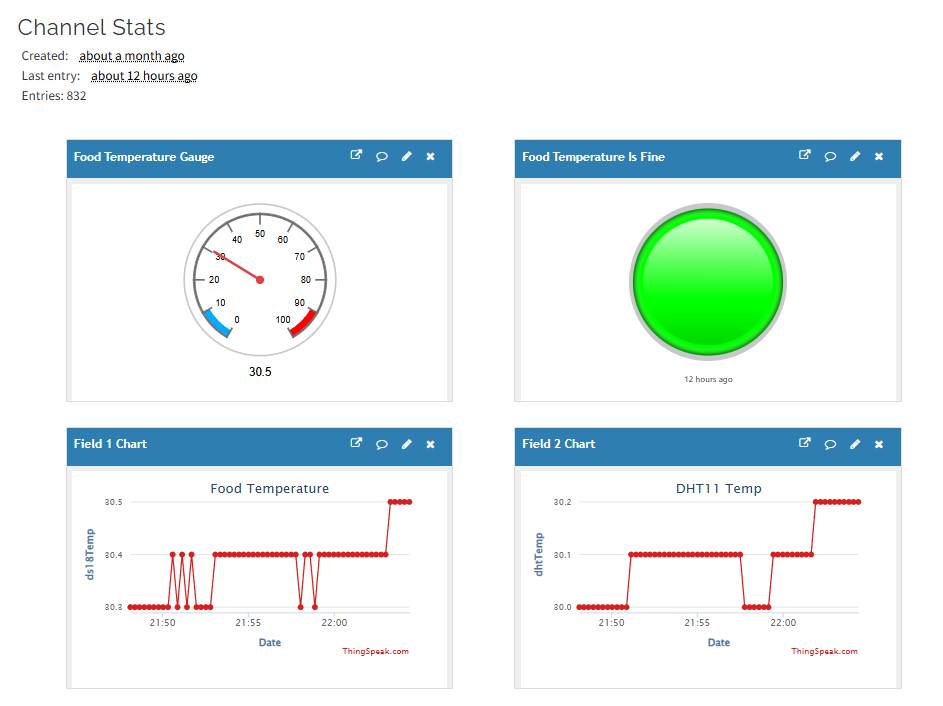 Channel Stats
Created: about a month ago
Last entry: about 12 hours ago
Entries: 832
Food Temperature Gauge
0
10
20
30
40
50
60
70
80
90
100
30.5
Food Temperature Is Fine
12 hours ago
Field 1 Chart
Food Temperature
ds18Temp
30.5
30.4
30.3
21:50 21:55 22:00
Date
ThingSpeak.com
Field 2 Chart
DHT11 Temp
dhtTemp
30.2
30.1
30.0
21:50 21:55 22:00
Date
ThingSpeak.com